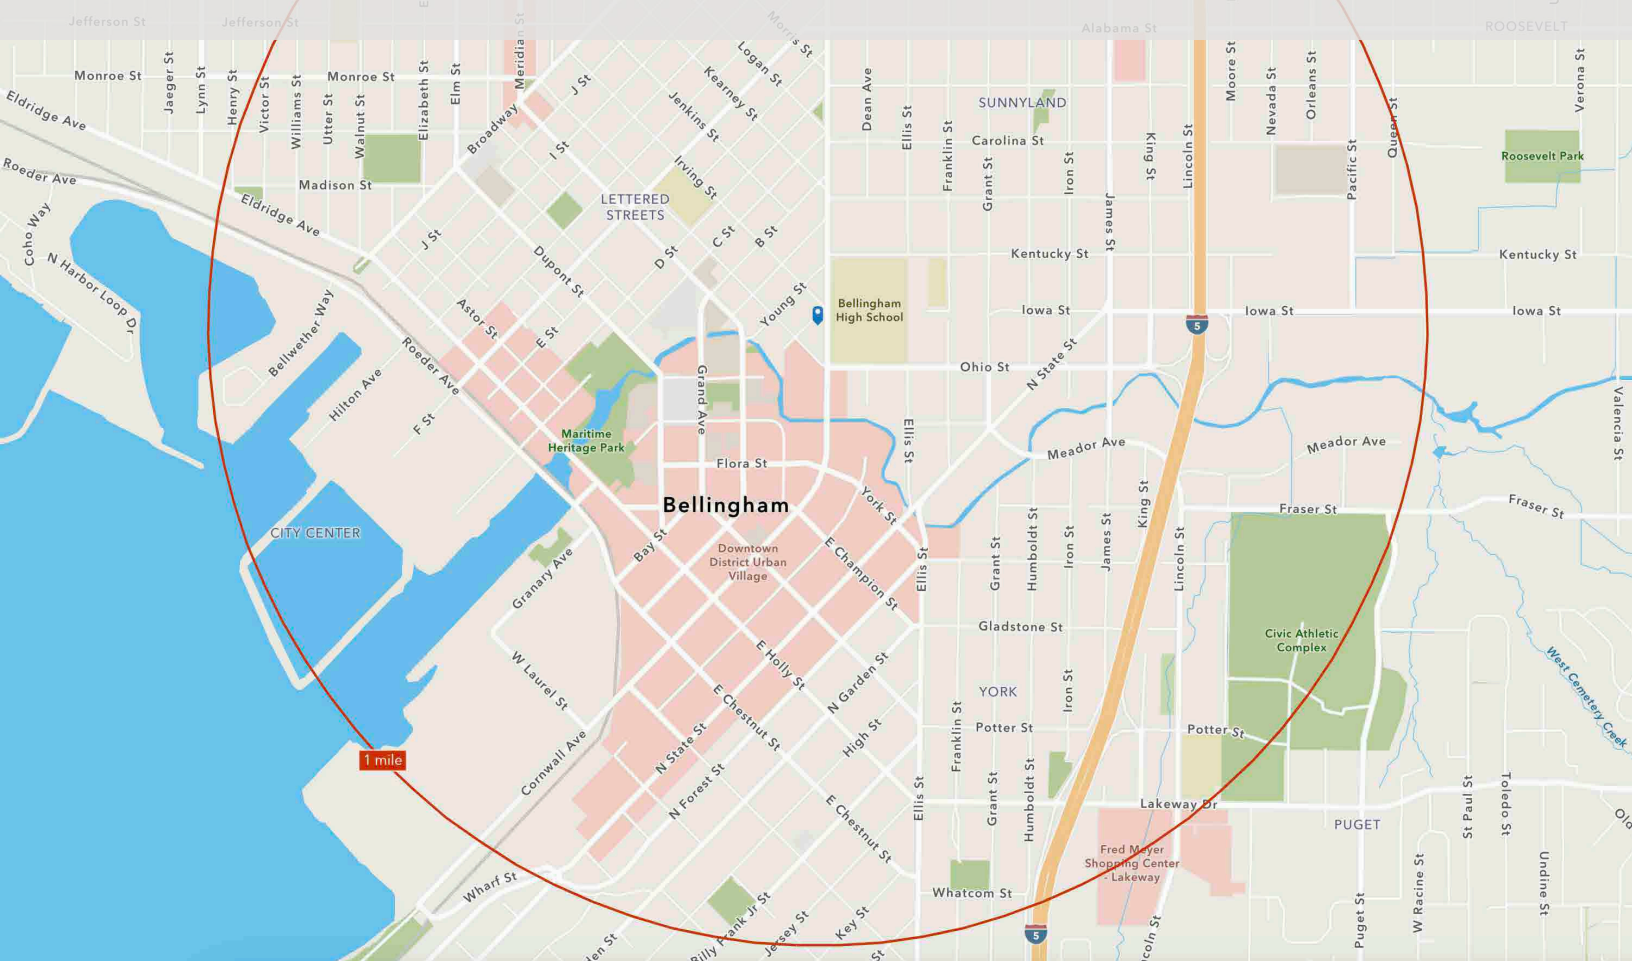 Jefferson St
Jefferson St
Meridian St
Morris St
Alabama St
ROOSEVELT
Monroe St
Monroe St
Jaeger St
Lynn St
Henry St
Victor St
Williams St
Utter St
Walnut St
Elizabeth St
Elm St
J St
Logan St
Kearney St
Jenkins St
Irving St
Dean Ave
Ellis St
Franklin St
SUNNYLAND
Carolina St
Grant St
Iron St
King St
Lincoln St
Moore St
Nevada St
Orleans St
Pacific St
Queen St
Verona St
Roosevelt Park
Eldridge Ave
Roeder Ave
Broadway
I St
Madison St
Eldridge Ave
LETTERED
STREETS
Coho Way
N Harbor Loop Dr
J St
Dupont St
D St
C St
B St
James St
Kentucky St
Kentucky St
Bellwether Way
Astor St
E St
Young St
Bellingham
High School
Iowa St
5
Iowa St
Iowa St
Roeder Ave
Hilton Ave
F St
Grand Ave
Ohio St
N State St
Valencia St
Maritime
Heritage Park
Ellis St
Meador Ave
Meador Ave
Flora St
Bellingham
York St
King St
Fraser St
Fraser St
CITY CENTER
Bay St
Downtown
District Urban
Village
E Champion St
Ellis St
Grant St
Humboldt St
Iron St
James St
Lincoln St
Granary Ave
Gladstone St
Civic Athletic
Complex
W Laurel St
E Holly St
N Garden St
YORK
Iron St
West Cemetery Creek
E Chestnut St
N State St
High St
Franklin St
Potter St
Potter St
1 mile
Cornwall Ave
N Forest St
E Chestnut St
Ellis St
Grant St
Humboldt St
Lakeway Dr
PUGET
St Paul St
Toledo St
Old
Fred Meyer
Shopping Center
- Lakeway
Wharf St
Whatcom St
W Racine St
Undine St
Puget St
Billy Frank Jr St
Jersey St
Key St
5
coln St
den St
St